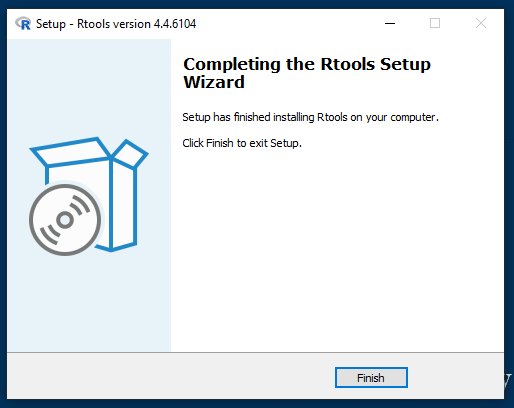 Setup - Rtools version 4.4.6104
Completing the Rtools Setup
Wizard
Setup has finished installing Rtools on your computer.
Click Finish to exit Setup.
Finish